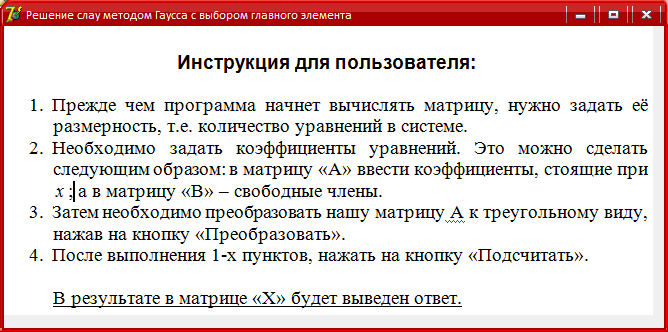 Решение слау методом Гаусса с выбором главного элемента
Инструкция для пользователя:
1. Прежде чем программа начнет вычислять матрицу, нужно задать её
размерность, т.е. количество уравнений в системе.
2. Необходимо задать коэффициенты уравнений. Это можно сделать
следующим образом: в матрицу «А» ввести коэффициенты, стоящие при
x ; а в матрицу «В» – свободные члены.
3. Затем необходимо преобразовать нашу матрицу А к треугольному виду,
нажав на кнопку «Преобразовать».
4. После выполнения 1-х пунктов, нажать на кнопку «Подсчитать».
В результате в матрице «Х» будет выведен ответ.